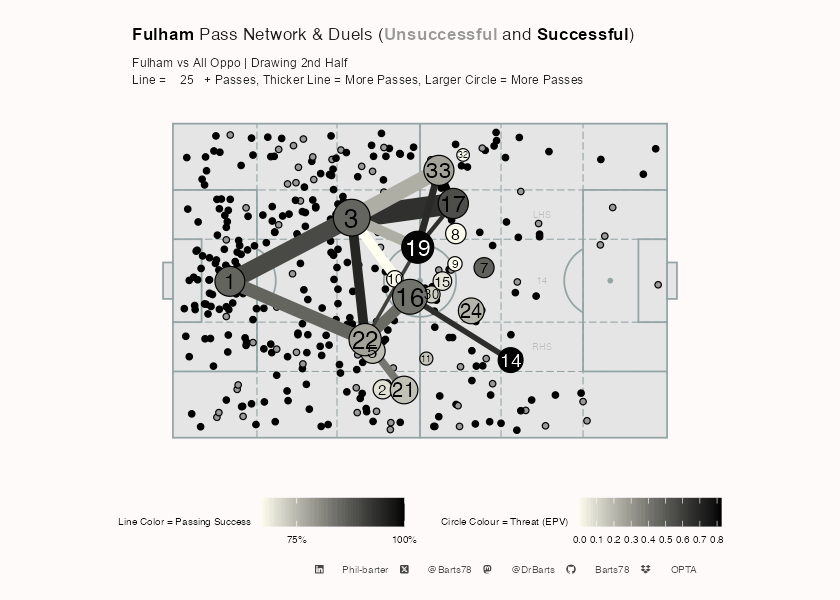 Fulham Pass Network & Duels (Unsuccessful and Successful)
Fulham vs All Oppo | Drawing 2nd Half
Line = 25 + Passes, Thicker Line = More Passes, Larger Circle = More Passes
32
33
17
LHS
3
8
19
9
7
1
10
15
14
16
30
24
22
5
RHS
11
14
2
21
Line Color = Passing Success
75%
100%
Circle Colour = Threat (EPV)
0.0 0.1 0.2 0.3 0.4 0.5 0.6 0.7 0.8
Phil-barter @Barts78 @DrBarts Barts78 OPTA